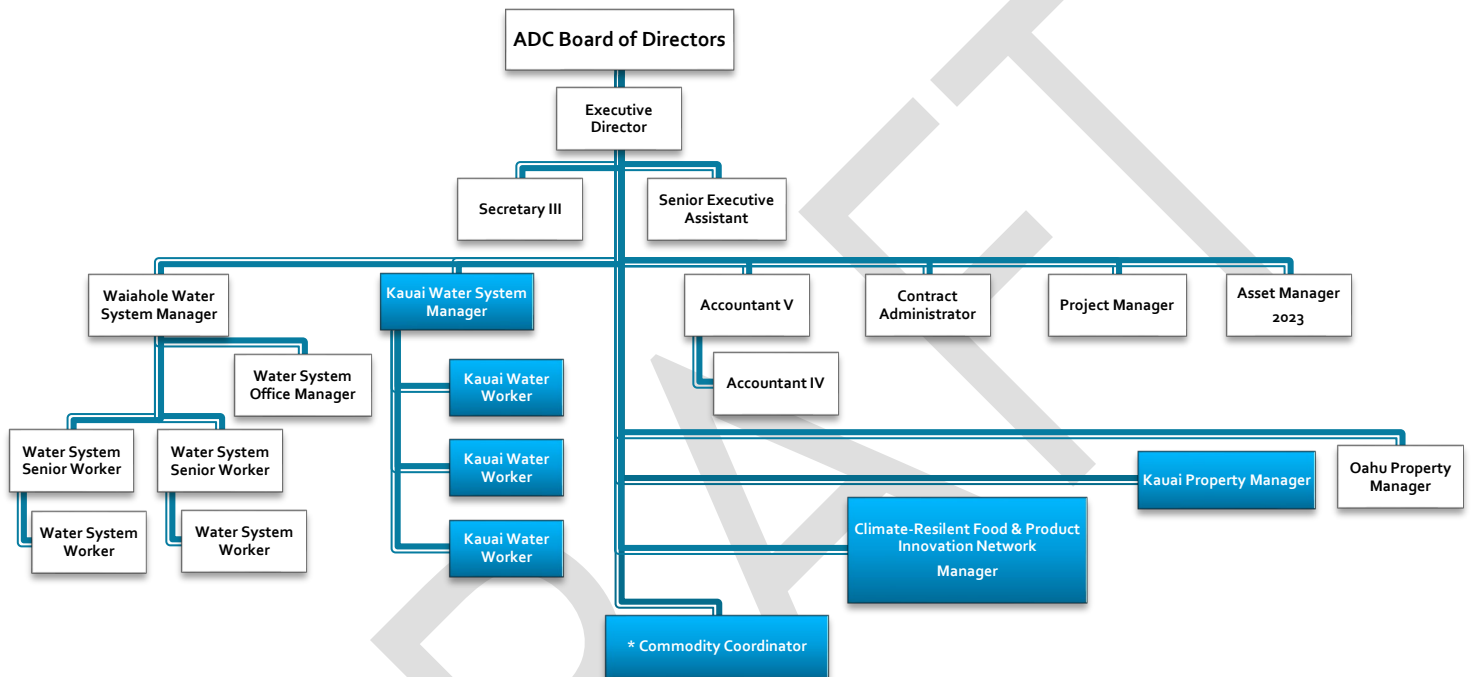 ADC Board of Directors
Executive
Director
Secretary III
Senior Executive
Assistant
Waiahole Water
System Manager
Kauai Water System
Manager
Accountant V
Contract
Administrator
Project Manager
Asset Manager
2023
Water System
Office Manager
Kauai Water
Worker
Accountant IV
Water System
Senior Worker
Water System
Senior Worker
Kauai Water
Worker
Kauai Property Manager
Oahu Property
Manager
Water System
Worker
Water System
Worker
Kauai Water
Worker
Climate-Resilent Food & Product
Innovation Network
Manager
* Commodity Coordinator
DRAFT